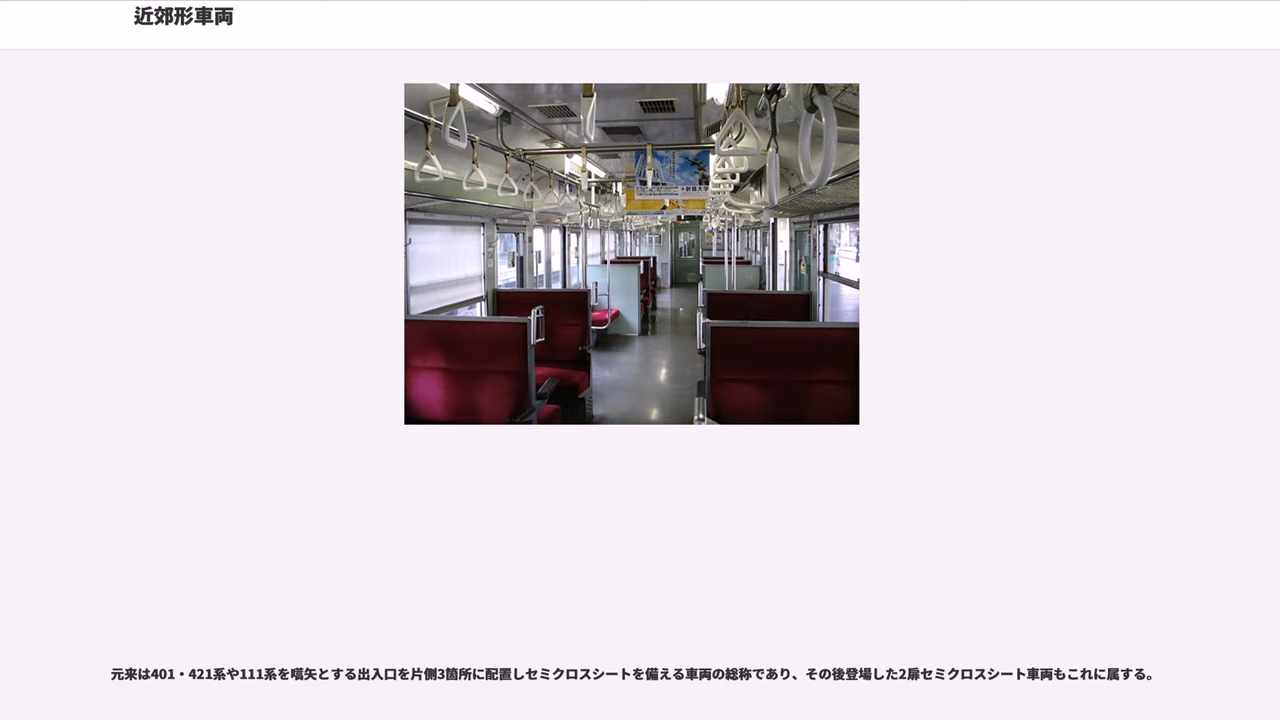 近郊形車両
元来は401・421系や111系を嚆矢とする出入口を片側3箇所に配置しセミクロスシートを備える車両の総称であり、その後登場した2扉セミクロスシート車両もこれに属する。